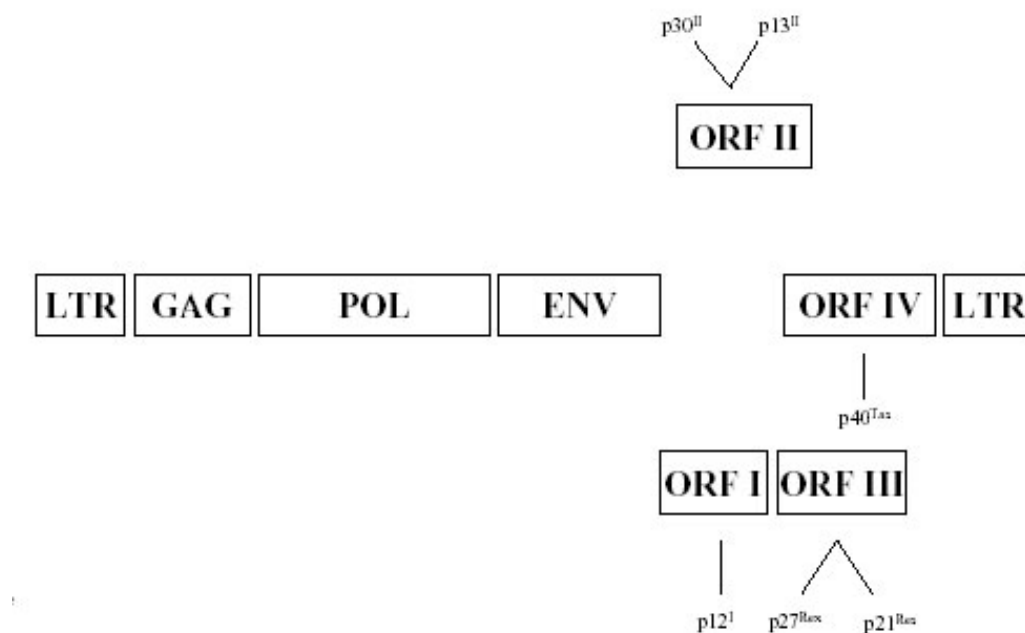 p30ᴵᴵ p13ᴵᴵ
ORF II
LTR GAG POL ENV ORF IV LTR
p40ᵀᵃˣ
ORF I ORF III
p12ᴵ p27ᴿᵉˣ p21ᴿᵉˣ